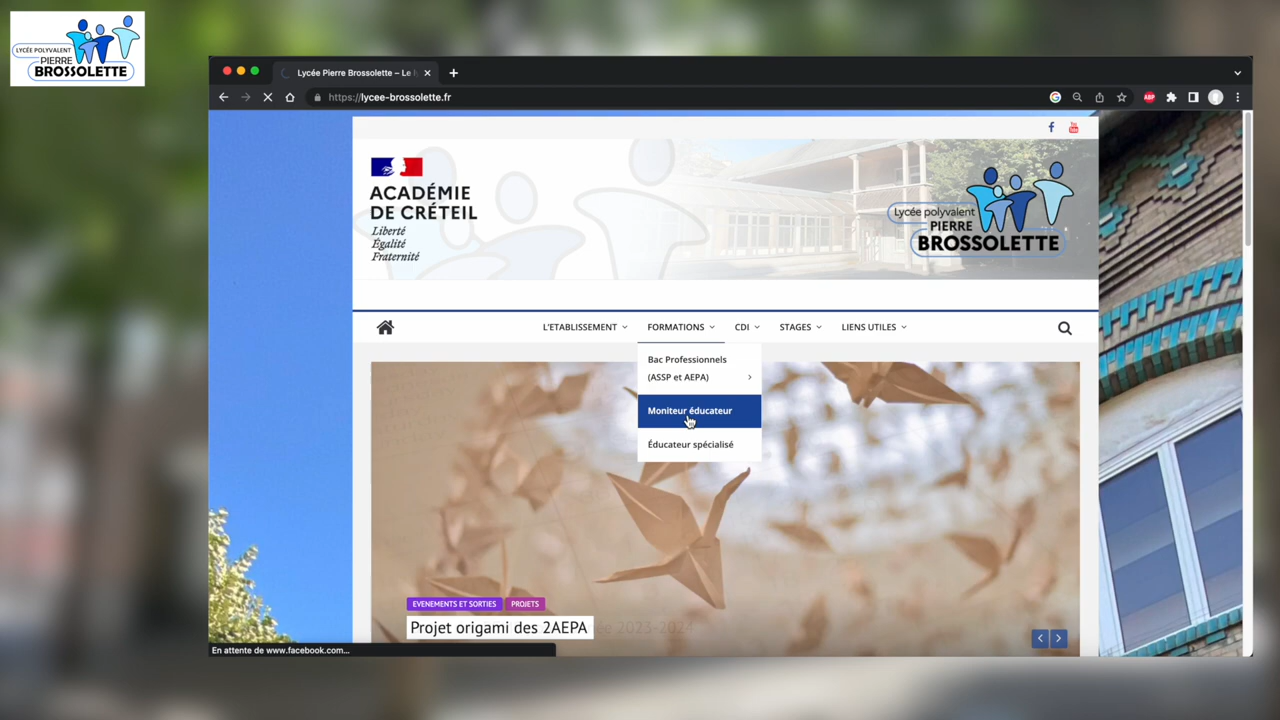 LYCÉE POLYVALENT
PIERRE
BROSSOLETTE
Lycée Pierre Brossolette – Le
https://lycee-brossolette.fr
ABP
You
ACADÉMIE
DE CRÉTEIL
Liberté
Égalité
Fraternité
Lycée polyvalent
PIERRE
BROSSOLETTE
L'ETABLISSEMENT FORMATIONS CDI STAGES LIENS UTILES
Bac Professionnels
(ASSP et AEPA)
Moniteur éducateur
Éducateur spécialisé
EVENEMENTS ET SORTIES PROJETS
Projet origami des 2AEPA
En attente de www.facebook.com...